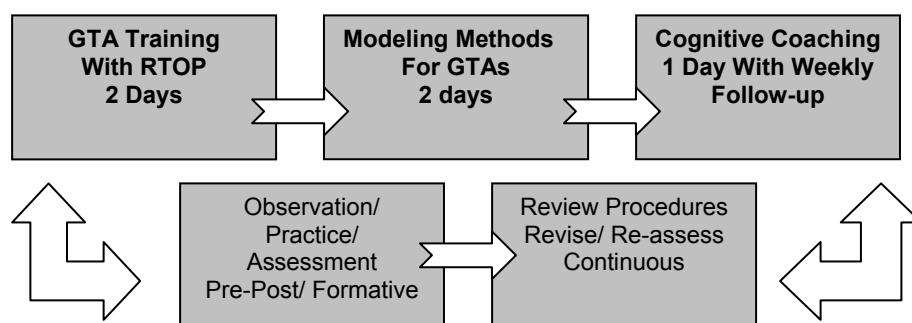 GTA Training
With RTOP
2 Days
Modeling Methods
For GTAs
2 days
Cognitive Coaching
1 Day With Weekly
Follow-up
Observation/
Practice/
Assessment
Pre-Post/ Formative
Review Procedures
Revise/ Re-assess
Continuous